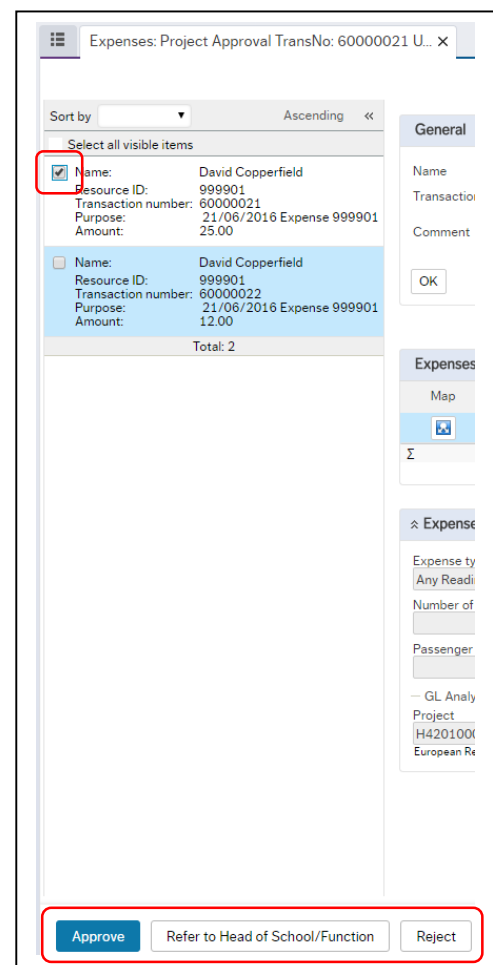 Expenses: Project Approval TransNo: 60000021 U... ×
Sort by ▼ Ascending «
Select all visible items
Name: David Copperfield
Resource ID: 999901
Transaction number: 60000021
Purpose: 21/06/2016 Expense 999901
Amount: 25.00
Name: David Copperfield
Resource ID: 999901
Transaction number: 60000022
Purpose: 21/06/2016 Expense 999901
Amount: 12.00
Total: 2
General
Name
Transaction
Comment
OK
Expenses
Map
Σ
Expense
Expense ty
Any Readi
Number of
Passenger
GL Analy
Project
H4201000
European Re
Approve Refer to Head of School/Function Reject